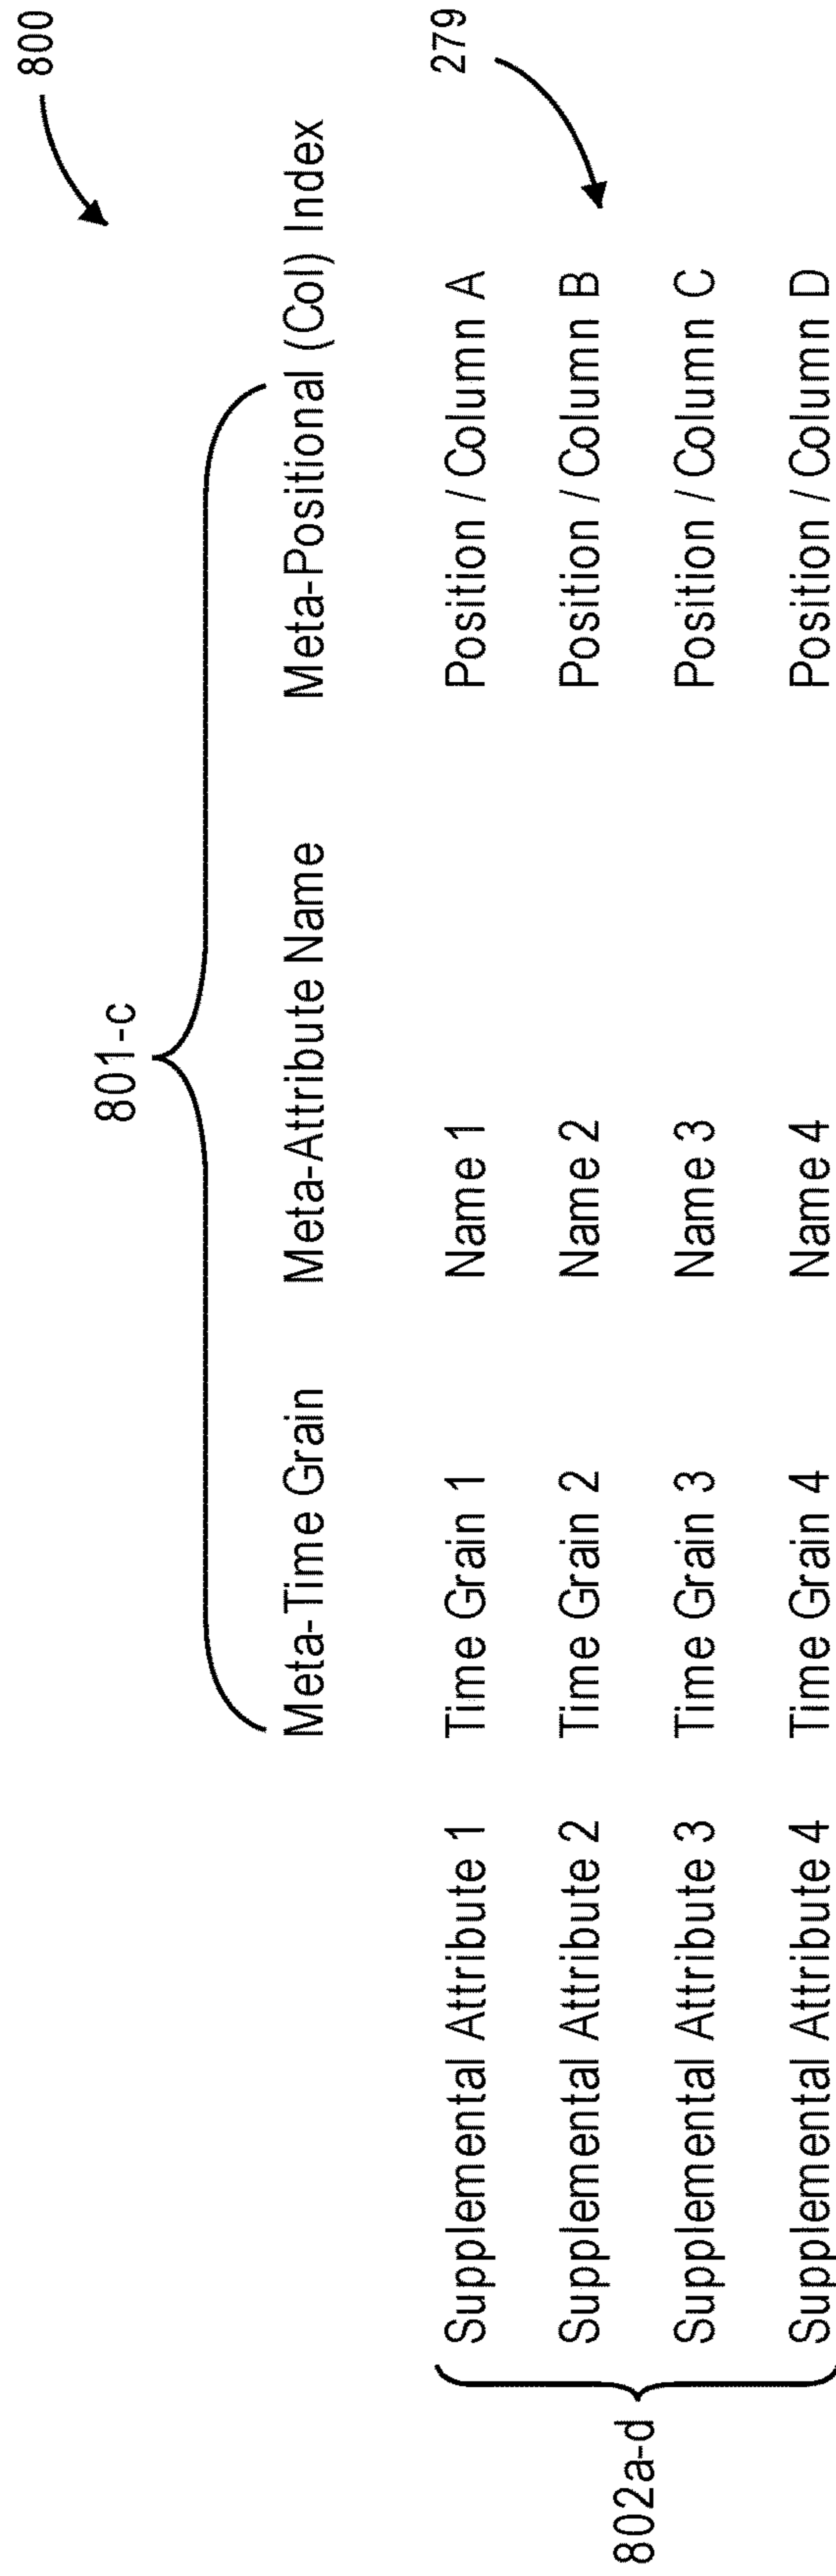 800
801-c
Meta-Time Grain Meta-Attribute Name Meta-Positional (Col) Index
279
Supplemental Attribute 1 Time Grain 1 Name 1 Position / Column A
Supplemental Attribute 2 Time Grain 2 Name 2 Position / Column B
802a-d
Supplemental Attribute 3 Time Grain 3 Name 3 Position / Column C
Supplemental Attribute 4 Time Grain 4 Name 4 Position / Column D